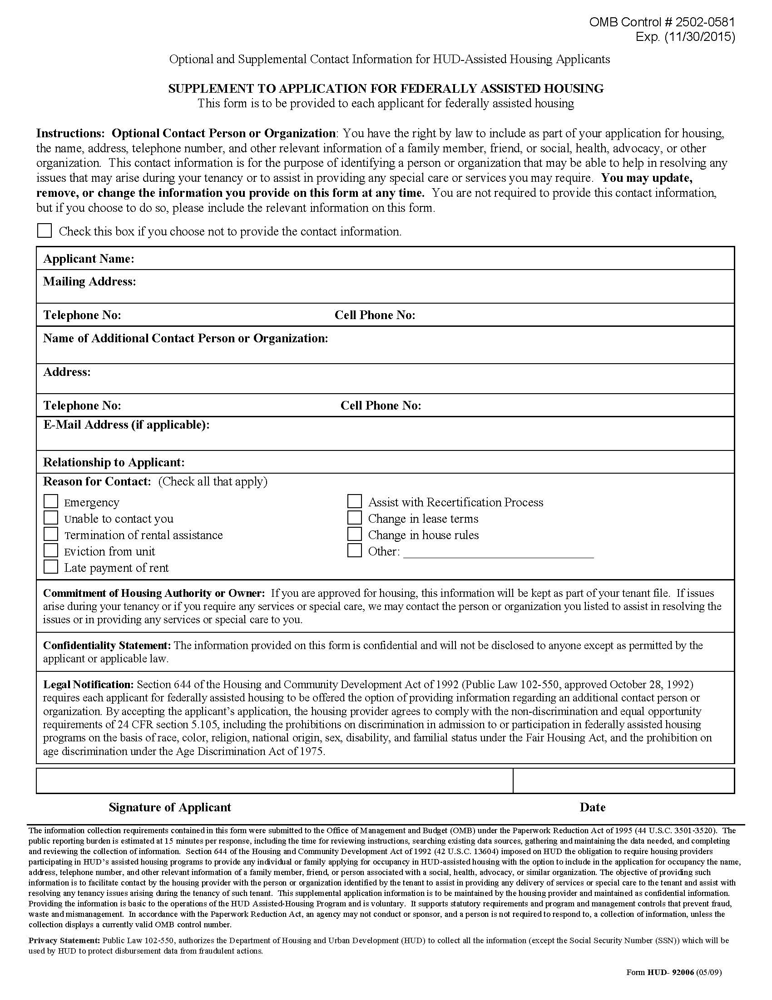 OMB Control # 2502-0581
Exp. (11/30/2015)
Optional and Supplemental Contact Information for HUD-Assisted Housing Applicants
SUPPLEMENT TO APPLICATION FOR FEDERALLY ASSISTED HOUSING
This form is to be provided to each applicant for federally assisted housing
Instructions: Optional Contact Person or Organization: You have the right by law to include as part of your application for housing,
the name, address, telephone number, and other relevant information of a family member, friend, or social, health, advocacy, or other
organization. This contact information is for the purpose of identifying a person or organization that may be able to help in resolving any
issues that may arise during your tenancy or to assist in providing any special care or services you may require. You may update,
remove, or change the information you provide on this form at any time. You are not required to provide this contact information,
but if you choose to do so, please include the relevant information on this form.
Check this box if you choose not to provide the contact information.
Applicant Name:
Mailing Address:
Telephone No: Cell Phone No:
Name of Additional Contact Person or Organization:
Address:
Telephone No: Cell Phone No:
E-Mail Address (if applicable):
Relationship to Applicant:
Reason for Contact: (Check all that apply)
Emergency
Unable to contact you
Termination of rental assistance
Eviction from unit
Late payment of rent
Assist with Recertification Process
Change in lease terms
Change in house rules
Other: ______________________________
Commitment of Housing Authority or Owner: If you are approved for housing, this information will be kept as part of your tenant file. If issues
arise during your tenancy or if you require any services or special care, we may contact the person or organization you listed to assist in resolving the
issues or in providing any services or special care to you.
Confidentiality Statement: The information provided on this form is confidential and will not be disclosed to anyone except as permitted by the
applicant or applicable law.
Legal Notification: Section 644 of the Housing and Community Development Act of 1992 (Public Law 102-550, approved October 28, 1992)
requires each applicant for federally assisted housing to be offered the option of providing information regarding an additional contact person or
organization. By accepting the applicant's application, the housing provider agrees to comply with the non-discrimination and equal opportunity
requirements of 24 CFR section 5.105, including the prohibitions on discrimination in admission to or participation in federally assisted housing
programs on the basis of race, color, religion, national origin, sex, disability, and familial status under the Fair Housing Act, and the prohibition on
age discrimination under the Age Discrimination Act of 1975.
Signature of Applicant Date
The information collection requirements contained in this form were submitted to the Office of Management and Budget (OMB) under the Paperwork Reduction Act of 1995 (44 U.S.C. 3501-3520). The
public reporting burden is estimated at 15 minutes per response, including the time for reviewing instructions, searching existing data sources, gathering and maintaining the data needed, and completing
and reviewing the collection of information. Section 644 of the Housing and Community Development Act of 1992 (42 U.S.C. 13604) imposed on HUD the obligation to require housing providers
participating in HUD's assisted housing programs to provide any individual or family applying for occupancy in HUD-assisted housing with the option to include in the application for occupancy the name,
address, telephone number, and other relevant information of a family member, friend, or person associated with a social, health, advocacy, or similar organization. The objective of providing such
information is to facilitate contact by the housing provider with the person or organization identified by the tenant to assist in providing any delivery of services or special care to the tenant and assist with
resolving any tenancy issues arising during the tenancy of such tenant. This supplemental application information is to be maintained by the housing provider and maintained as confidential information.
Providing the information is basic to the operations of the HUD Assisted-Housing Program and is voluntary. It supports statutory requirements and program and management controls that prevent fraud,
waste and mismanagement. In accordance with the Paperwork Reduction Act, an agency may not conduct or sponsor, and a person is not required to respond to, a collection of information, unless the
collection displays a currently valid OMB control number.
Privacy Statement: Public Law 102-550, authorizes the Department of Housing and Urban Development (HUD) to collect all the information (except the Social Security Number (SSN)) which will be
used by HUD to protect disbursement data from fraudulent actions.
Form HUD- 92006 (05/09)